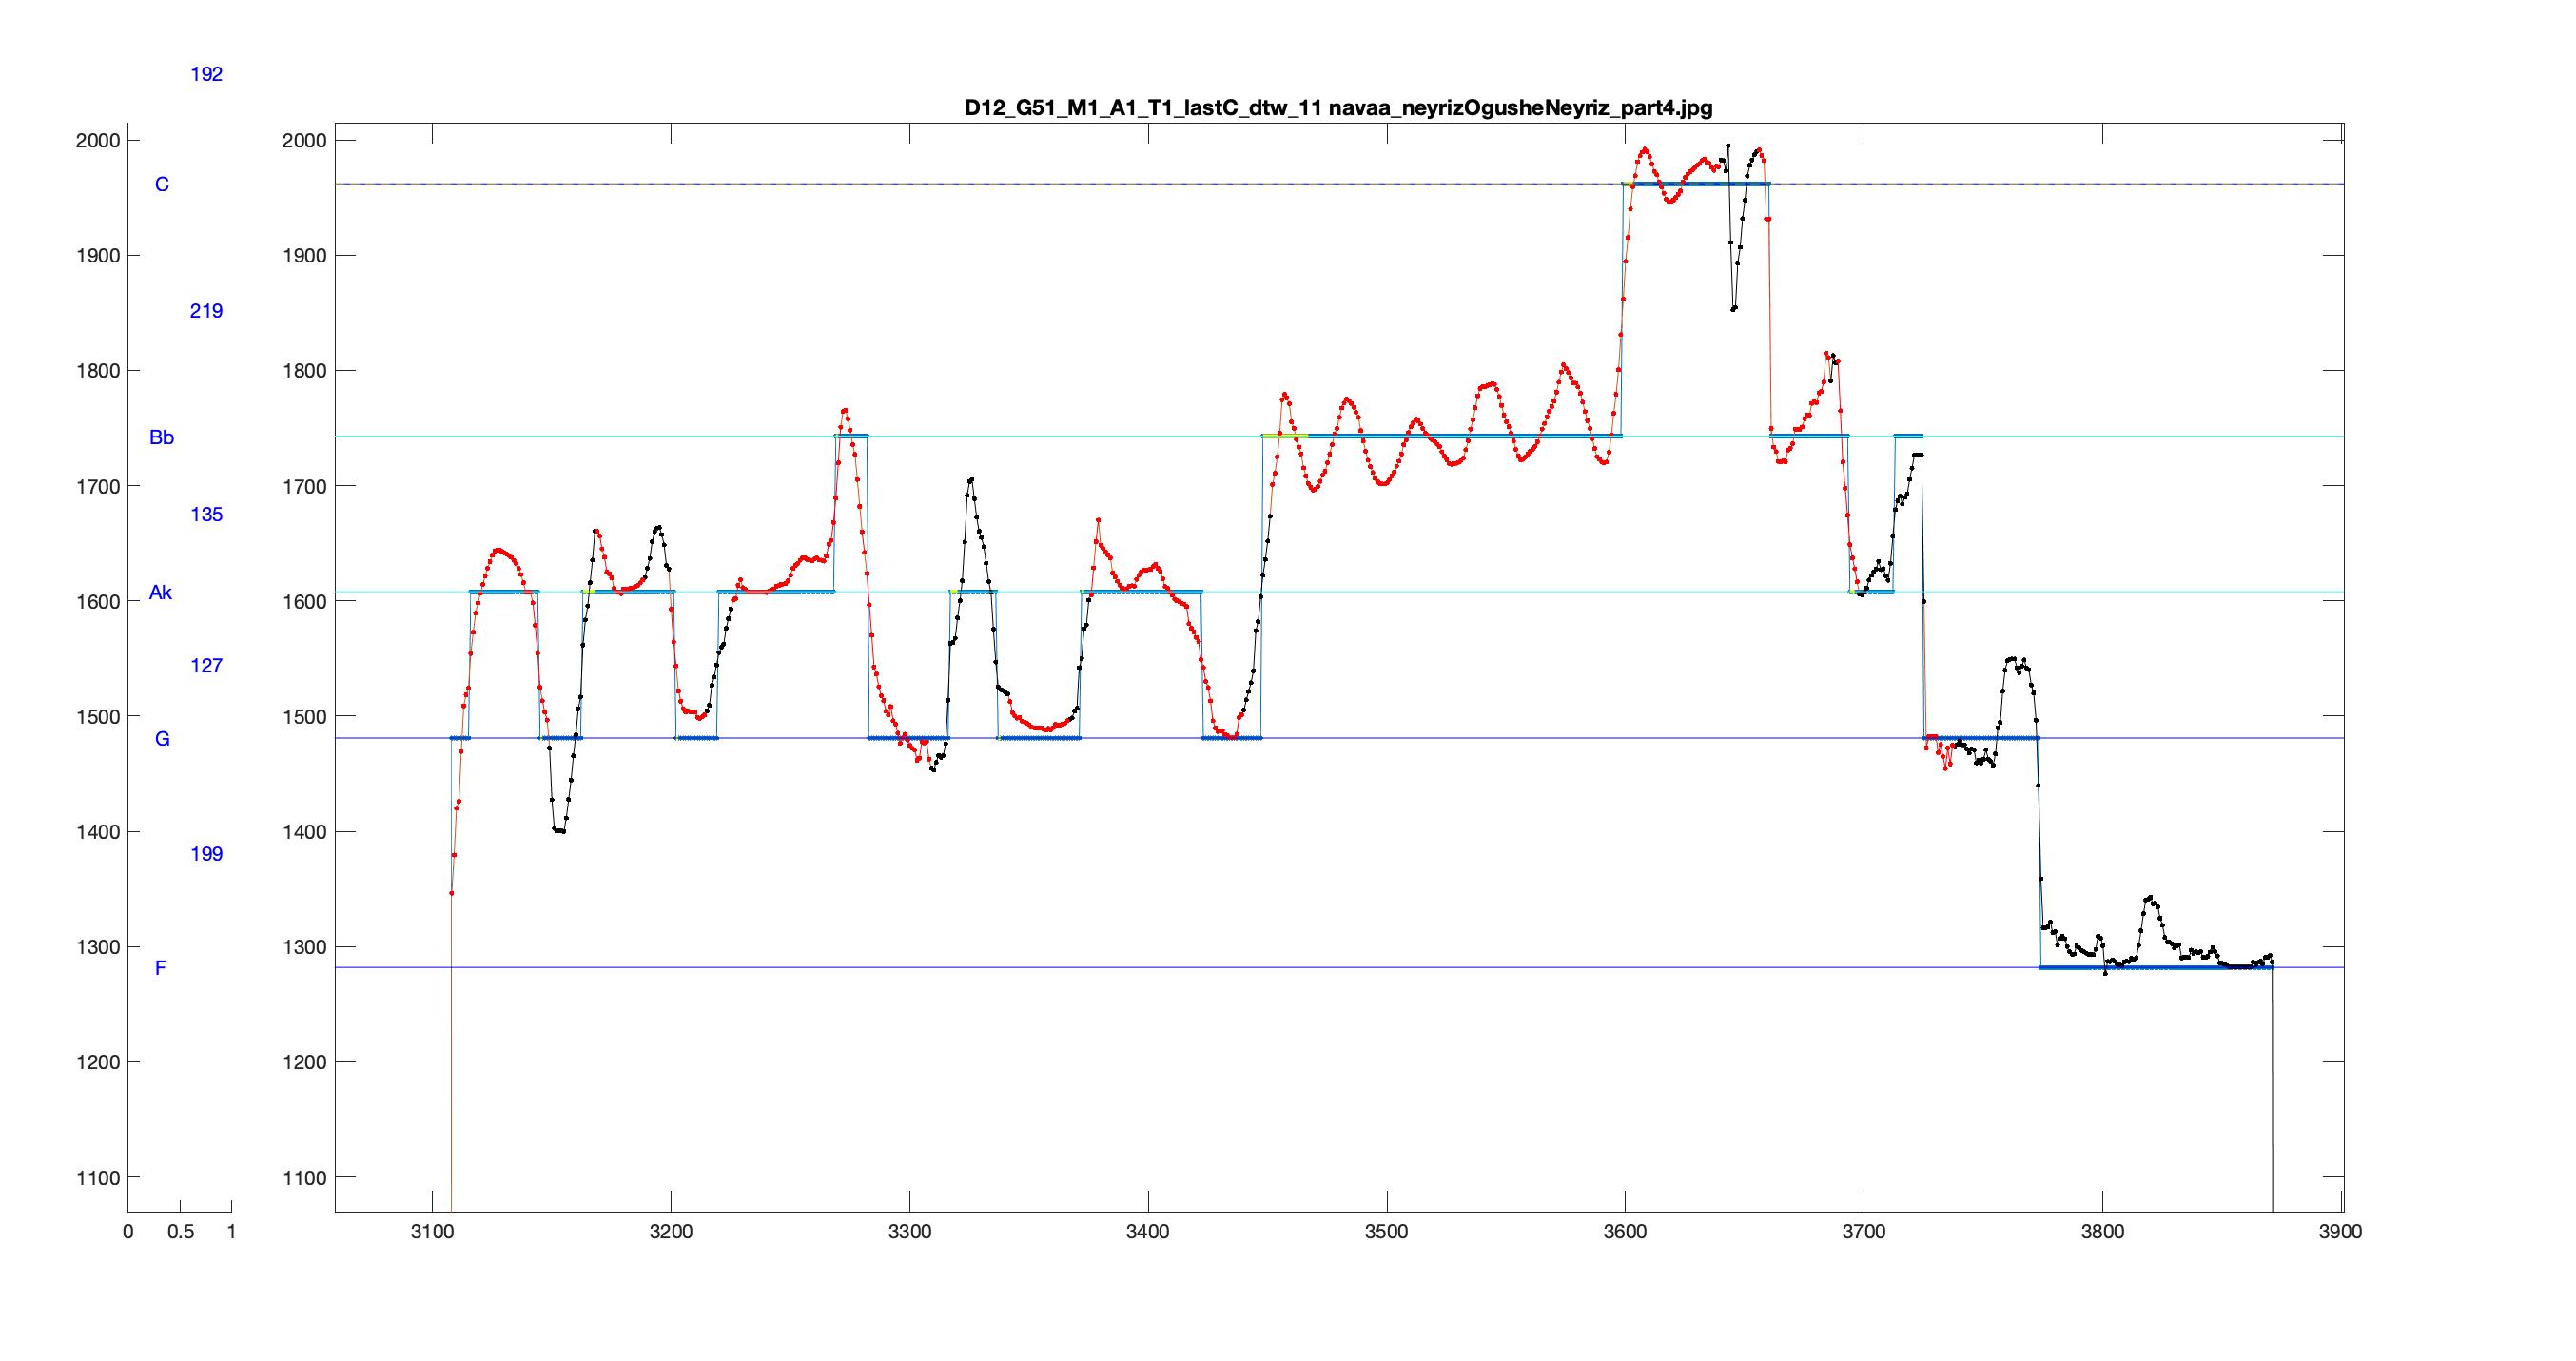 192
D12_G51_M1_A1_T1_lastC_dtw_11 navaa_neyrizOgusheNeyriz_part4.jpg
2000 2000
C
1900 1900
219
1800 1800
Bb
1700 1700
135
1600 Ak 1600
127
1500 1500
G
1400 1400
199
1300 1300
F
1200 1200
1100 1100
0 0.5 1 3100 3200 3300 3400 3500 3600 3700 3800 3900